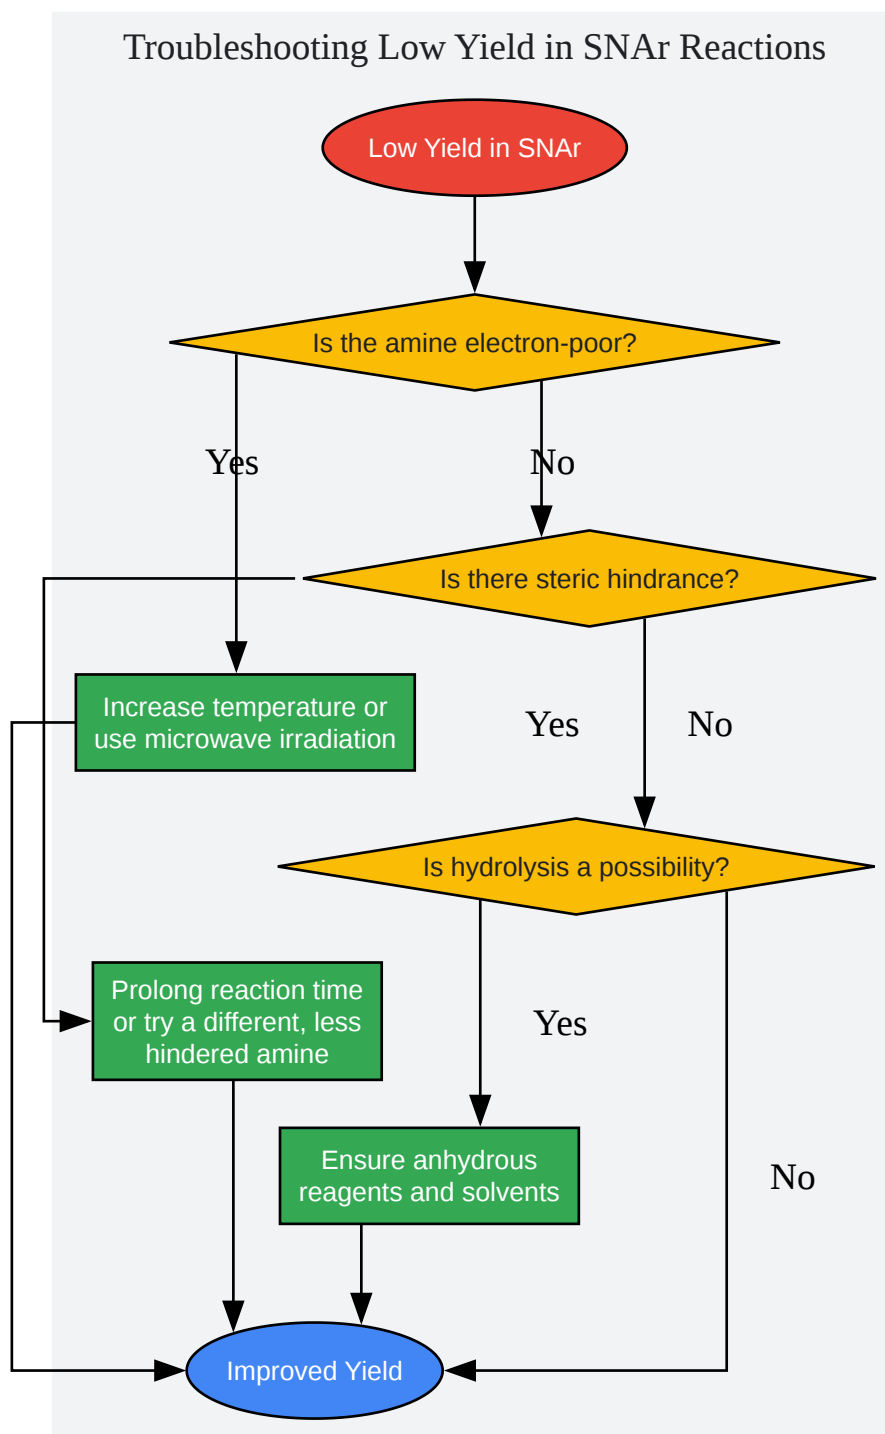 Troubleshooting Low Yield in SNAr Reactions
Low Yield in SNAr
Is the amine electron-poor?
Yes
No
Is there steric hindrance?
Increase temperature or
use microwave irradiation
Yes
No
Is hydrolysis a possibility?
Prolong reaction time
or try a different, less
hindered amine
Yes
Ensure anhydrous
reagents and solvents
No
Improved Yield